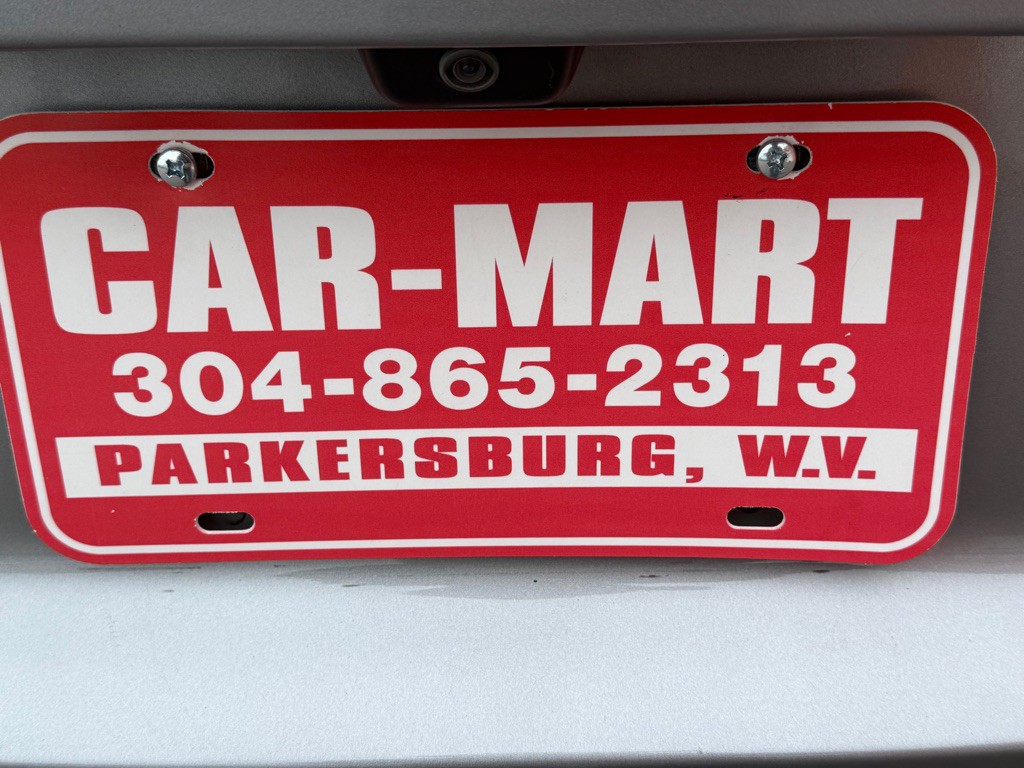 CAR-MART
304-865-2313
PARKERSBURG, W.V.